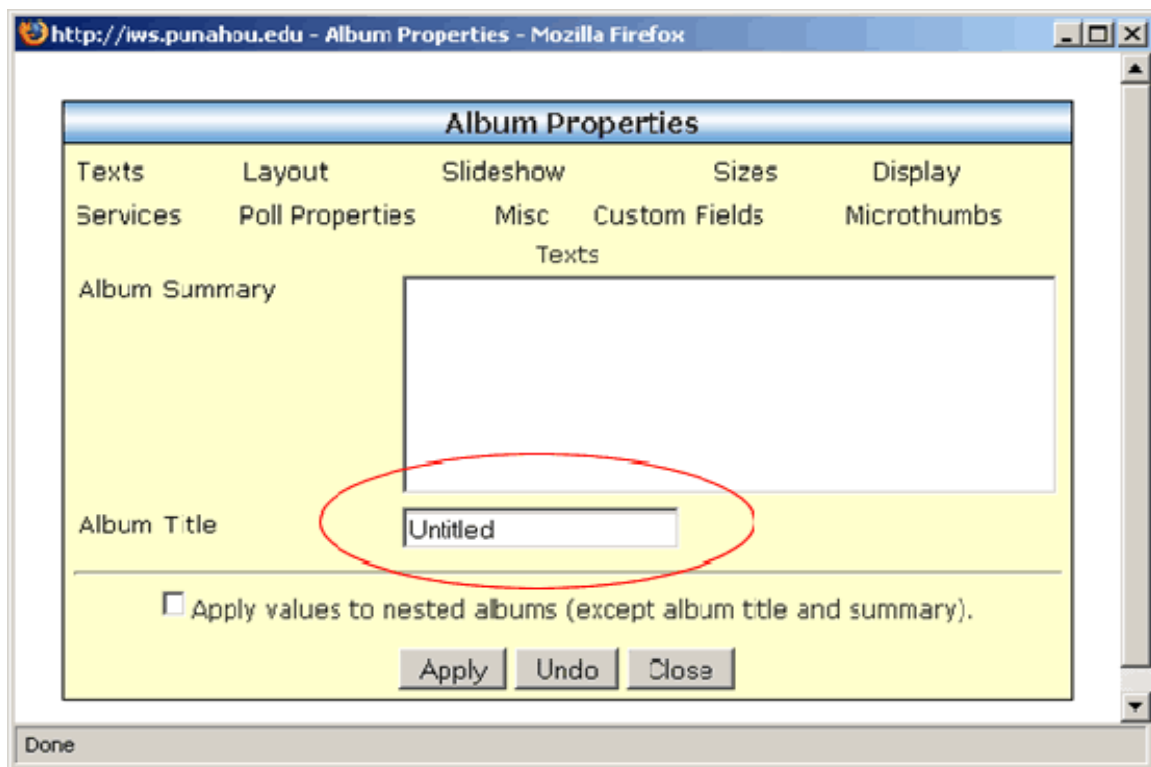 http://iws.punahou.edu - Album Properties - Mozilla Firefox
Album Properties
Texts Layout Slideshow Sizes Display
Services Poll Properties Misc Custom Fields Microthumbs
Texts
Album Summary
Album Title Untitled
Apply values to nested albums (except album title and summary).
Apply Undo Close
Done